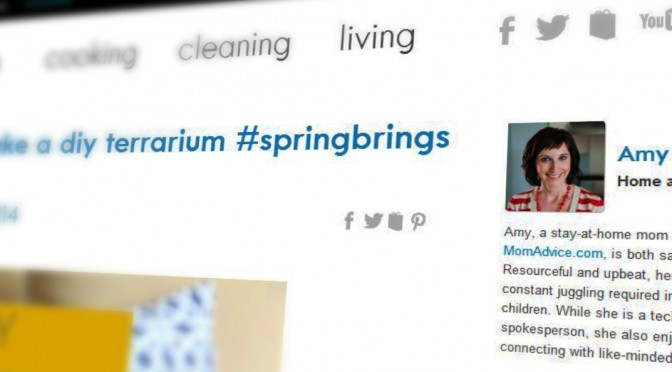 cooking cleaning living
You
a diy terrarium #springbrings
Amy
Home a
Amy, a stay-at-home mom
MomAdvice.com, is both sa
Resourceful and upbeat, he
constant juggling required in
children. While she is a tec
spokesperson, she also enj
connecting with like-minded